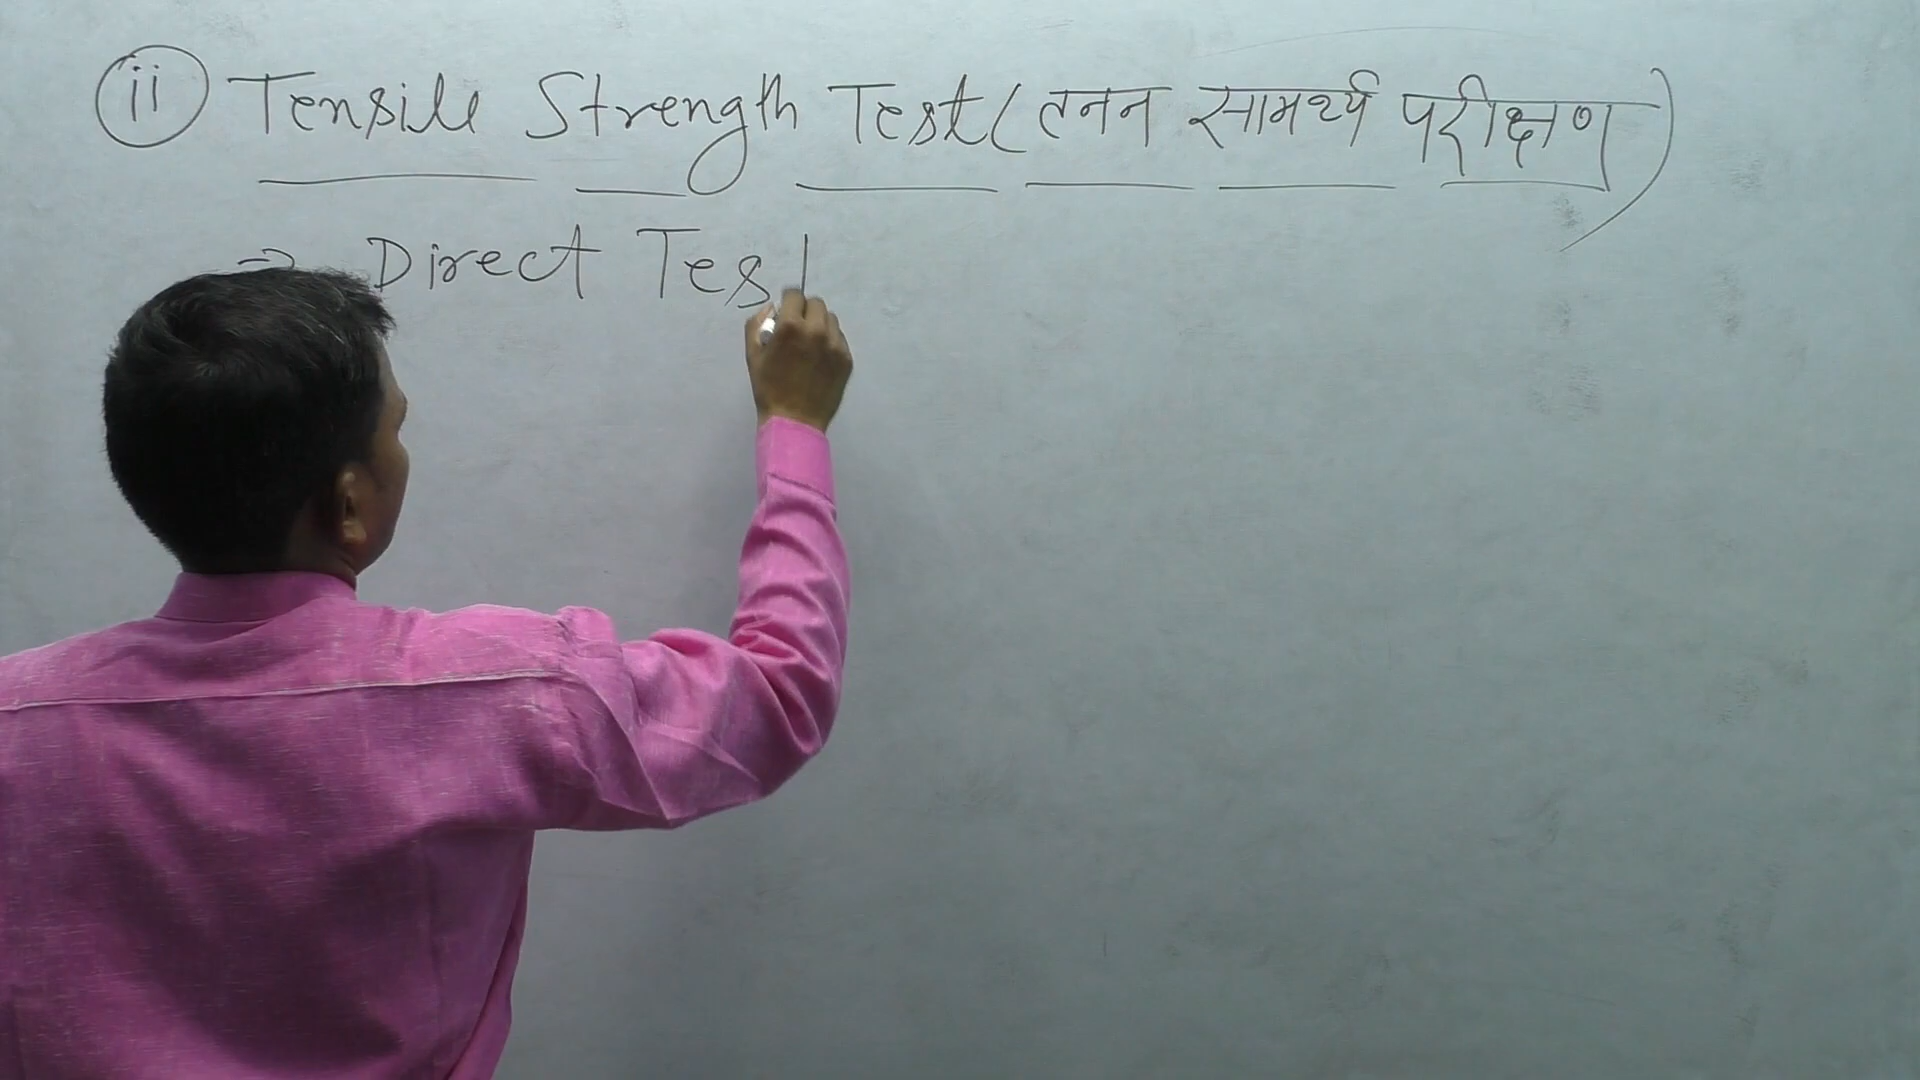 ii Tensile Strength Test (तनन सामर्थ्य परीक्षण)
→ Direct Test